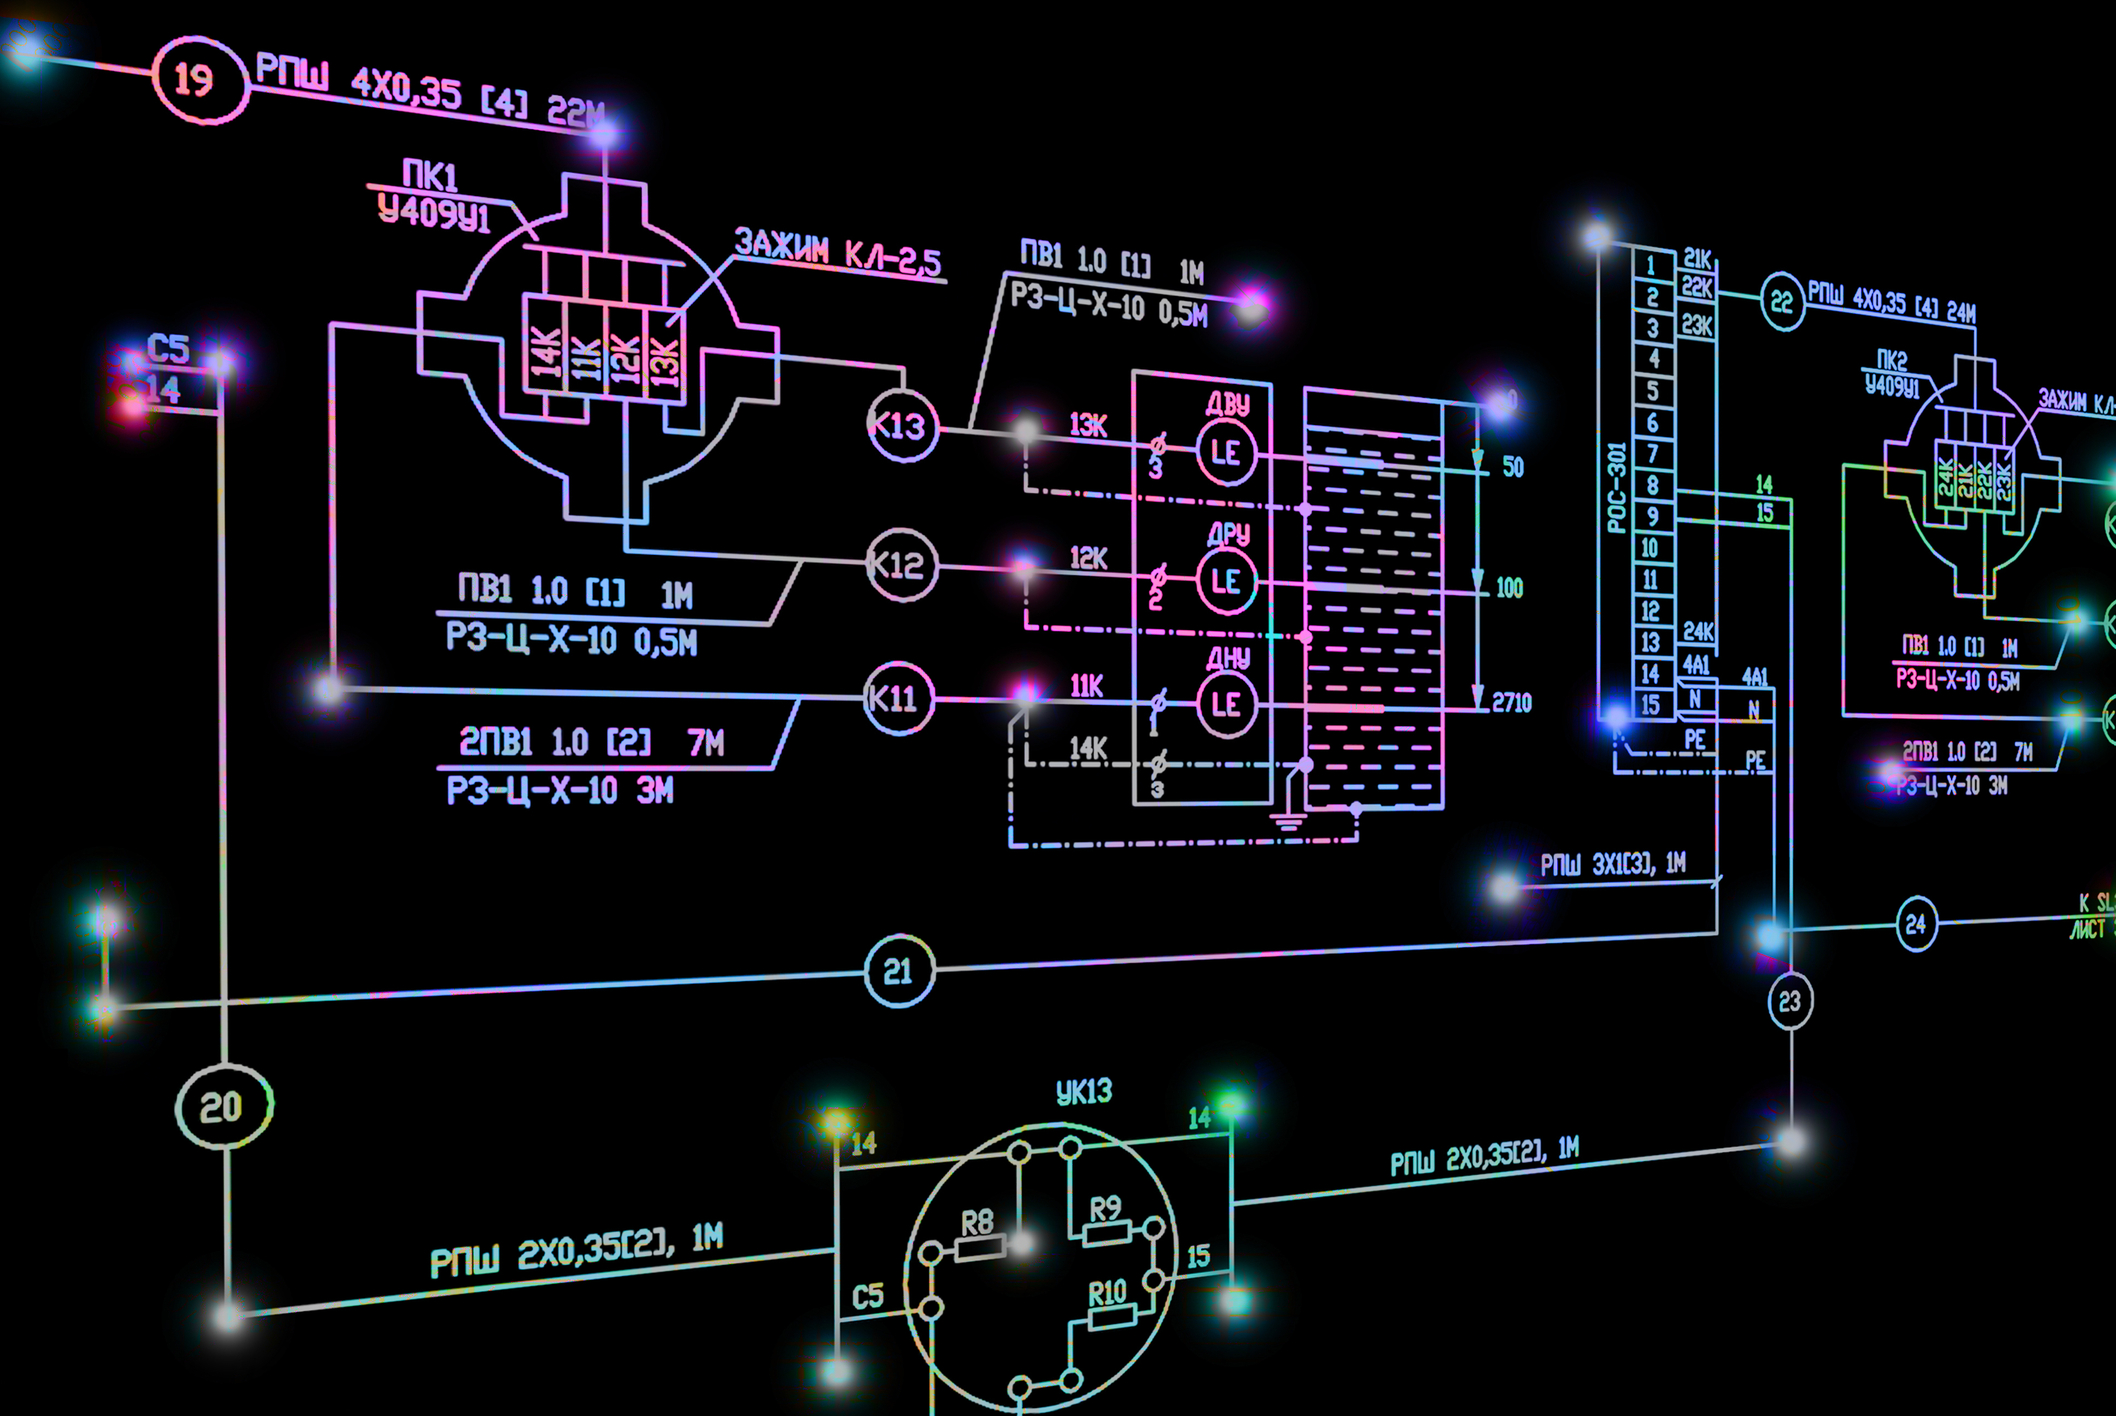 19
РПШ 4Х0,35 [4] 22М
ПК1
У409У1
ЗАЖИМ КЛ-2,5
14К
11К
12К
13К
ПВ1 1.0 [1] 1М
РЗ-Ц-Х-10 0,5М
С5
14
К13
13К
3
ДВУ
LE
50
К12
12К
2
ДРУ
LE
100
ПВ1 1.0 [1] 1М
РЗ-Ц-Х-10 0,5М
К11
11К
1
ДНУ
LE
2710
14К
3
2ПВ1 1.0 [2] 7М
РЗ-Ц-Х-10 3М
РОС-301
1
2
3
4
5
6
7
8
9
10
11
12
13
14
15
21К
22К
23К
24К
4А1
N
PE
14
15
4А1
N
PE
22
РПШ 4Х0,35 [4] 24М
ПК2
У409У1
ЗАЖИМ
24К
21К
22К
23К
ПВ1 1.0 [1] 1М
РЗ-Ц-Х-10 0,5М
2ПВ1 1.0 [2] 7М
РЗ-Ц-Х-10 3М
РПШ 3Х1[3], 1М
24
К
ЛИСТ
21
23
20
УК13
14
14
R8
R9
15
С5
R10
РПШ 2Х0,35[2], 1М
РПШ 2Х0,35[2], 1М